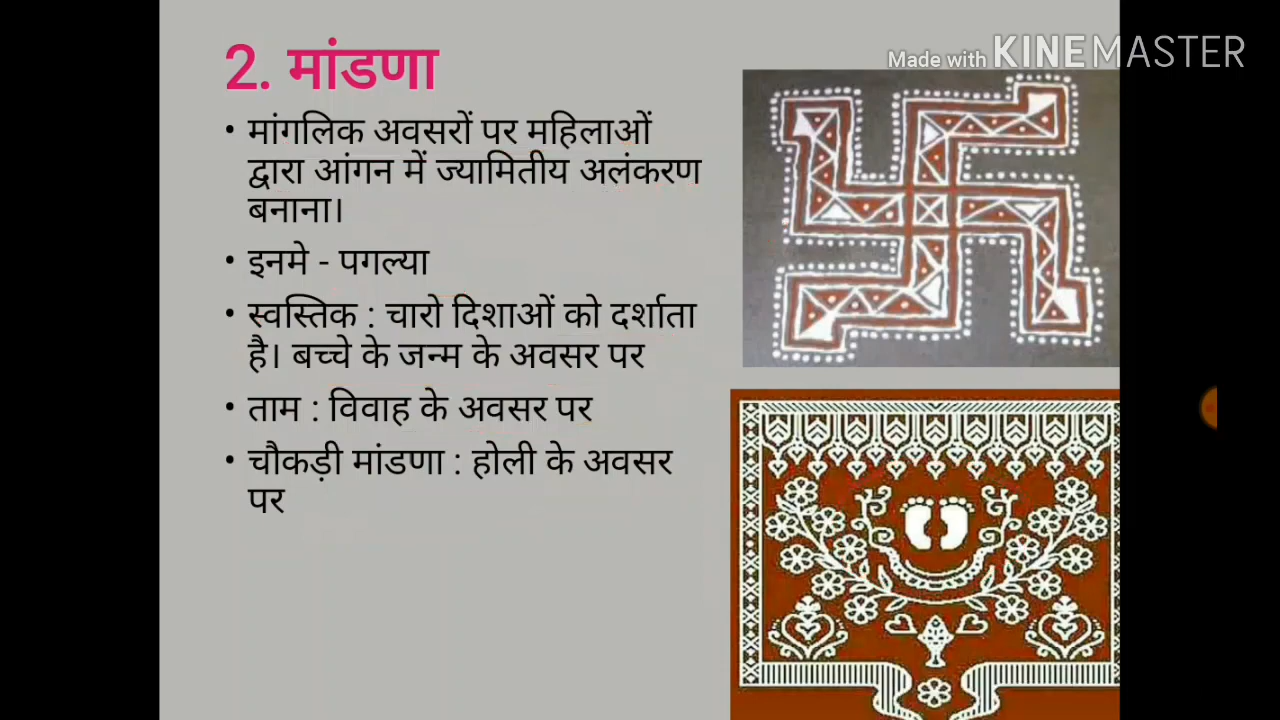 Made with KINEMASTER
2. मांडणा
• मांगलिक अवसरों पर महिलाओं
द्वारा आंगन में ज्यामितीय अलंकरण
बनाना।
• इनमे - पगल्या
• स्वस्तिक : चारो दिशाओं को दर्शाता
है। बच्चे के जन्म के अवसर पर
• ताम : विवाह के अवसर पर
• चौकड़ी मांडणा : होली के अवसर
पर